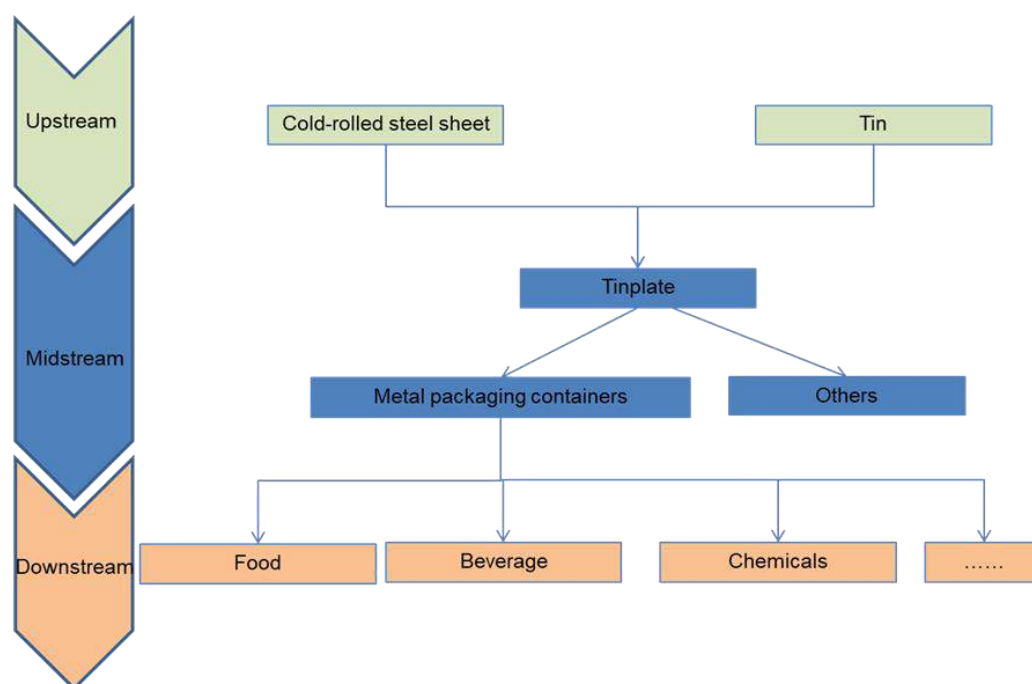 Upstream
Cold-rolled steel sheet
Tin
Tinplate
Midstream
Metal packaging containers
Others
Downstream
Food
Beverage
Chemicals
……